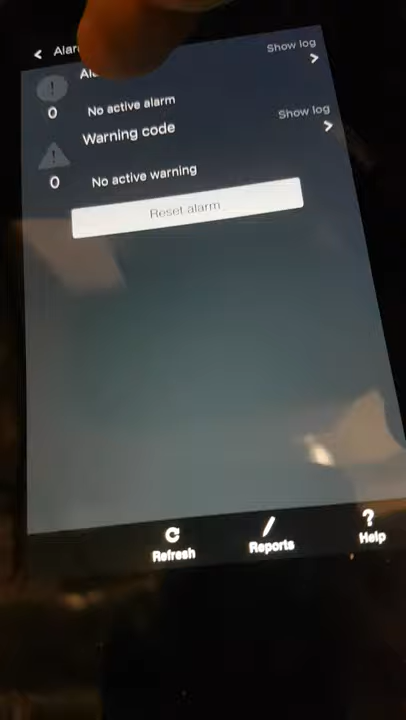 Show log
0
No active alarm
Warning code
Show log
0
No active warning
Reset alarm
Refresh
Reports
Help